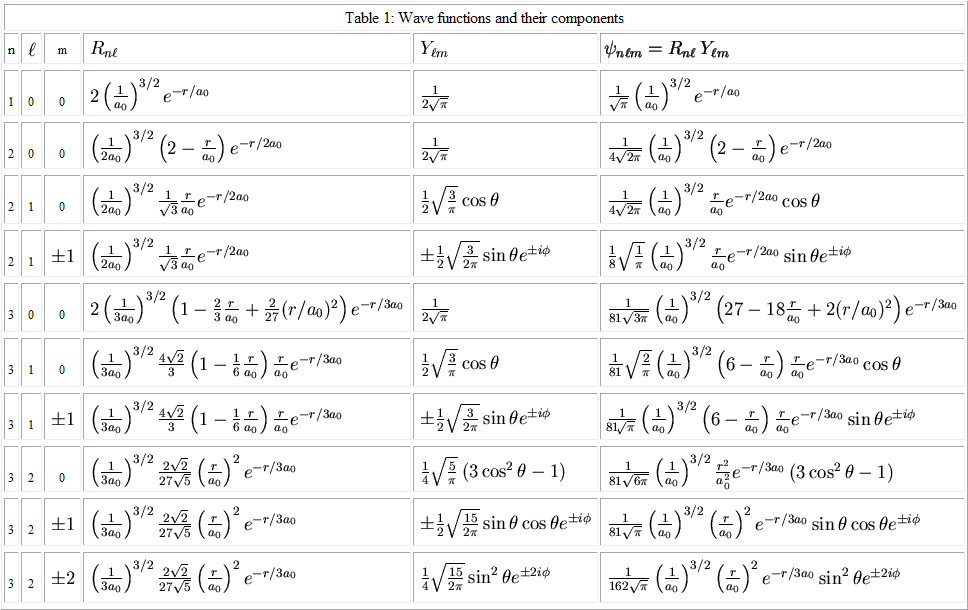 Table 1: Wave functions and their components
n ℓ m R_{nℓ} Y_{ℓm} ψ_{nℓm} = R_{nℓ} Y_{ℓm}
1 0 0 2 (1/a₀)^{3/2} e^{−r/a₀} 1/(2√π) 1/√π (1/a₀)^{3/2} e^{−r/a₀}
2 0 0 (1/2a₀)^{3/2} (2 − r/a₀) e^{−r/2a₀} 1/(2√π) 1/(4√(2π)) (1/a₀)^{3/2} (2 − r/a₀) e^{−r/2a₀}
2 1 0 (1/2a₀)^{3/2} 1/√3 r/a₀ e^{−r/2a₀} 1/2 √(3/π) cos θ 1/(4√(2π)) (1/a₀)^{3/2} r/a₀ e^{−r/2a₀} cos θ
2 1 ±1 (1/2a₀)^{3/2} 1/√3 r/a₀ e^{−r/2a₀} ±1/2 √(3/2π) sin θe^{±iϕ} 1/8 √(1/π) (1/a₀)^{3/2} r/a₀ e^{−r/2a₀} sin θe^{±iϕ}
3 0 0 2 (1/3a₀)^{3/2} (1 − 2/3 r/a₀ + 2/27 (r/a₀)²) e^{−r/3a₀} 1/(2√π) 1/(81√(3π)) (1/a₀)^{3/2} (27 − 18 r/a₀ + 2(r/a₀)²) e^{−r/3a₀}
3 1 0 (1/3a₀)^{3/2} 4√2/3 (1 − 1/6 r/a₀) r/a₀ e^{−r/3a₀} 1/2 √(3/π) cos θ 1/81 √(2/π) (1/a₀)^{3/2} (6 − r/a₀) r/a₀ e^{−r/3a₀} cos θ
3 1 ±1 (1/3a₀)^{3/2} 4√2/3 (1 − 1/6 r/a₀) r/a₀ e^{−r/3a₀} ±1/2 √(3/2π) sin θe^{±iϕ} 1/(81√π) (1/a₀)^{3/2} (6 − r/a₀) r/a₀ e^{−r/3a₀} sin θe^{±iϕ}
3 2 0 (1/3a₀)^{3/2} 2√2/(27√5) (r/a₀)² e^{−r/3a₀} 1/4 √(5/π) (3 cos² θ − 1) 1/(81√(6π)) (1/a₀)^{3/2} r²/a₀² e^{−r/3a₀} (3 cos² θ − 1)
3 2 ±1 (1/3a₀)^{3/2} 2√2/(27√5) (r/a₀)² e^{−r/3a₀} ±1/2 √(15/2π) sin θ cos θe^{±iϕ} 1/(81√π) (1/a₀)^{3/2} (r/a₀)² e^{−r/3a₀} sin θ cos θe^{±iϕ}
3 2 ±2 (1/3a₀)^{3/2} 2√2/(27√5) (r/a₀)² e^{−r/3a₀} 1/4 √(15/2π) sin² θe^{±2iϕ} 1/(162√π) (1/a₀)^{3/2} (r/a₀)² e^{−r/3a₀} sin² θe^{±2iϕ}